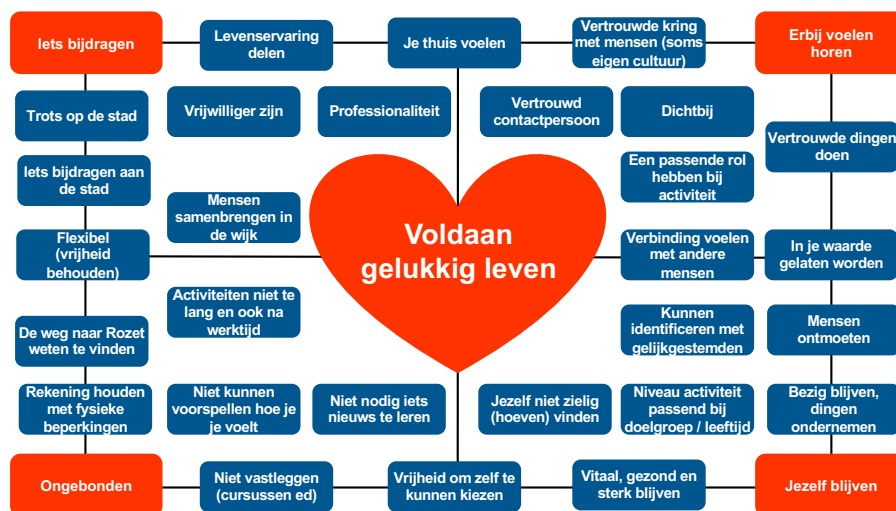 Iets bijdragen
Levenservaring
delen
Je thuis voelen
Vertrouwde kring
met mensen (soms
eigen cultuur)
Erbij voelen
horen
Trots op de stad
Vrijwilliger zijn
Professionaliteit
Vertrouwd
contactpersoon
Dichtbij
Vertrouwde dingen
doen
Iets bijdragen aan
de stad
Een passende rol
hebben bij
activiteit
Mensen
samenbrengen in
de wijk
Voldaan
gelukkig leven
Flexibel
(vrijheid
behouden)
Verbinding voelen
met andere
mensen
In je waarde
gelaten worden
Activiteiten niet te
lang en ook na
werktijd
Kunnen
identificeren met
gelijkgestemden
De weg naar Rozet
weten te vinden
Mensen
ontmoeten
Rekening houden
met fysieke
beperkingen
Niet kunnen
voorspellen hoe je
je voelt
Niet nodig iets
nieuws te leren
Jezelf niet zielig
(hoeven) vinden
Niveau activiteit
passend bij
doelgroep / leeftijd
Bezig blijven,
dingen
ondernemen
Ongebonden
Niet vastleggen
(cursussen ed)
Vrijheid om zelf te
kunnen kiezen
Vitaal, gezond en
sterk blijven
Jezelf blijven